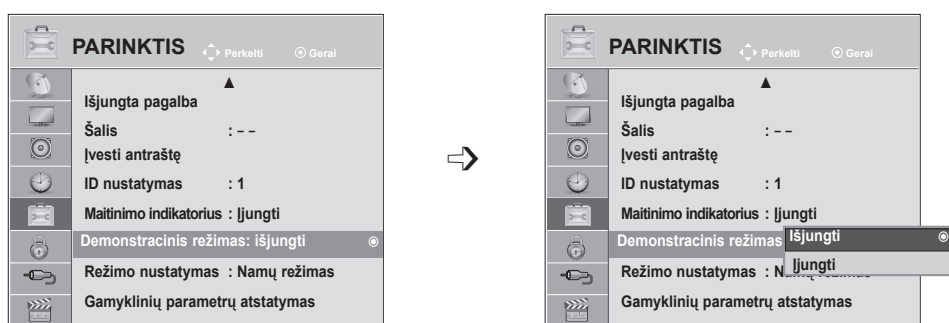 PARINKTIS Perkelti Gerai
▲
Išjungta pagalba
Šalis : – –
Įvesti antraštę
ID nustatymas : 1
Maitinimo indikatorius : Įjungti
Demonstracinis režimas: išjungti
Režimo nustatymas : Namų režimas
Gamyklinių parametrų atstatymas
PARINKTIS Perkelti Gerai
▲
Išjungta pagalba
Šalis : – –
Įvesti antraštę
ID nustatymas : 1
Maitinimo indikatorius : Įjungti
Demonstracinis režimas Išjungti
Įjungti
Režimo nustatymas : Namų režimas
Gamyklinių parametrų atstatymas